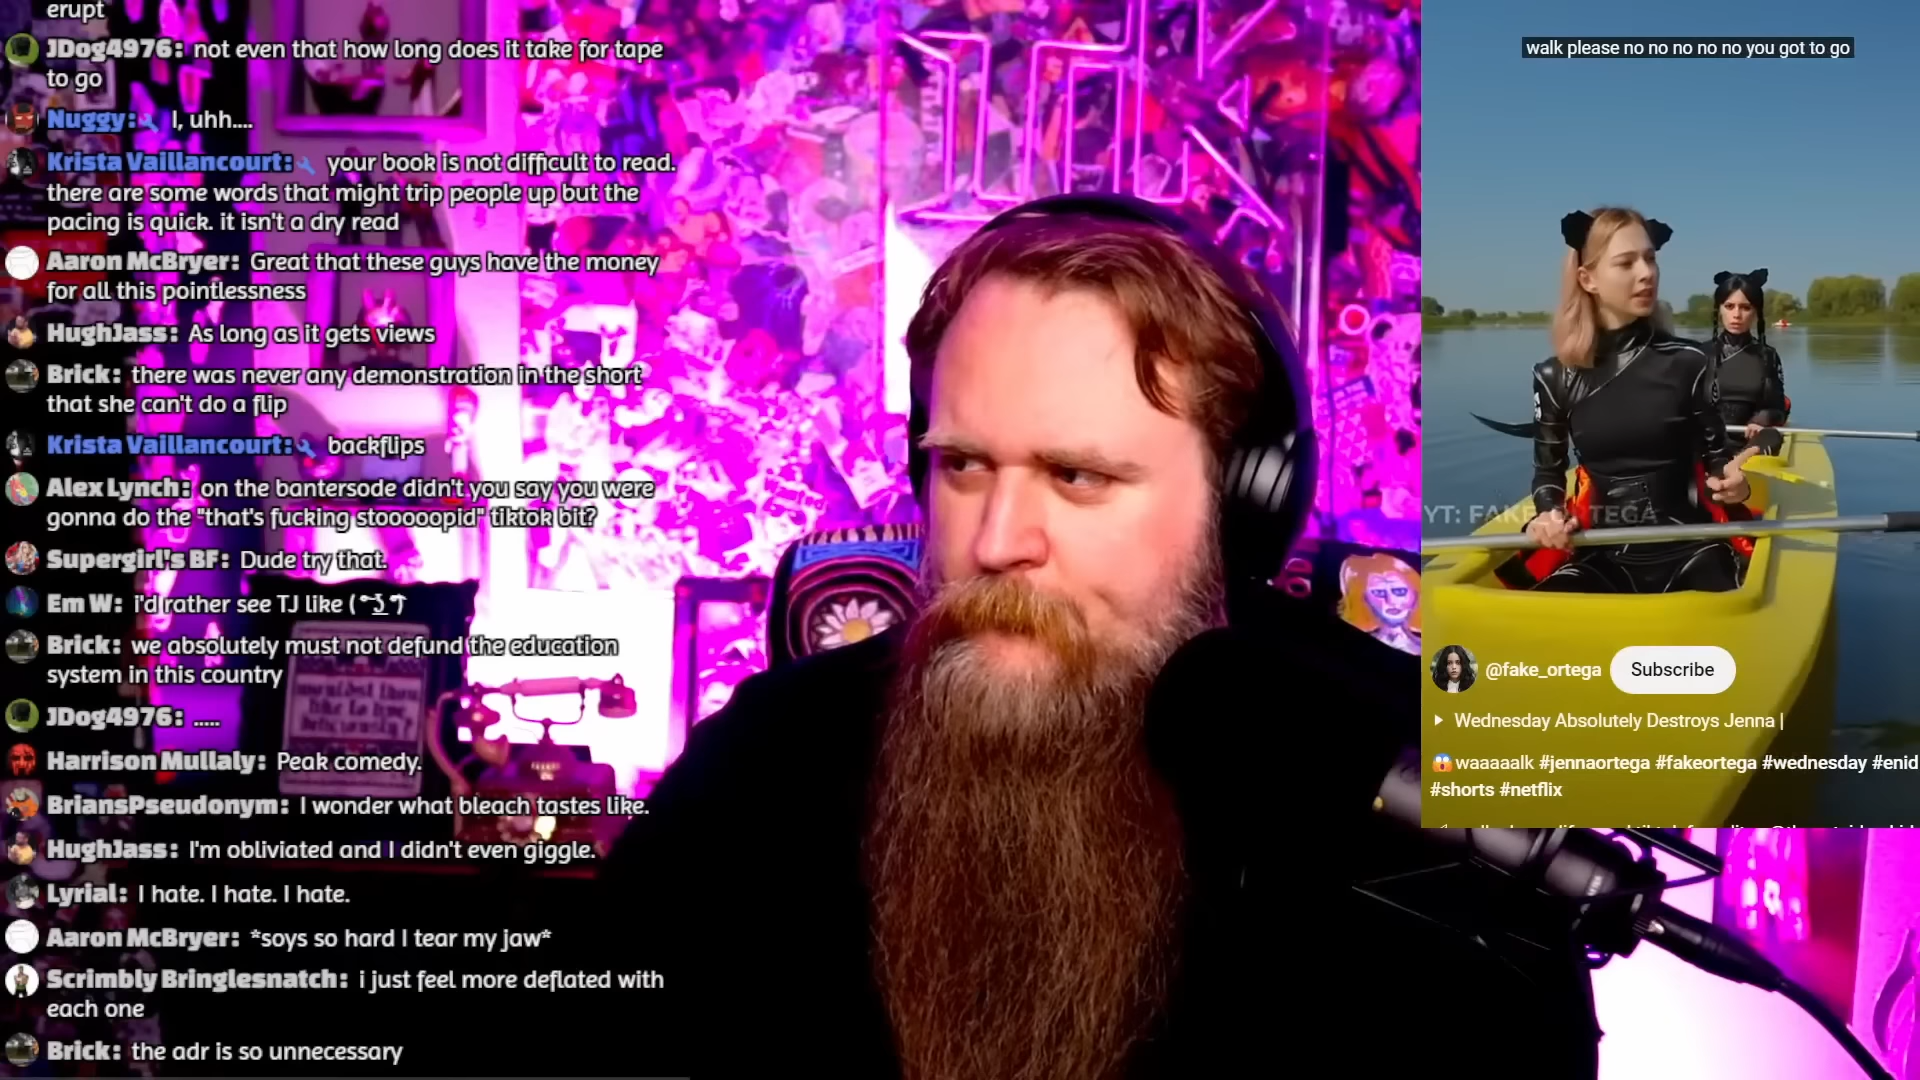 erupt
JDog4976: not even that how long does it take for tape
to go
Nuggy: I, uhh....
Krista Vaillancourt: your book is not difficult to read.
there are some words that might trip people up but the
pacing is quick. it isn't a dry read
Aaron McBryer: Great that these guys have the money
for all this pointlessness
HughJass: As long as it gets views
Brick: there was never any demonstration in the short
that she can't do a flip
Krista Vaillancourt: backflips
Alex Lynch: on the bantersode didn't you say you were
gonna do the "that's fucking stooooopid" tiktok bit?
Supergirl's BF: Dude try that.
Em W: i'd rather see TJ like ( ͡° ͜ʖ ͡°
Brick: we absolutely must not defund the education
system in this country
JDog4976: .....
Harrison Mullaly: Peak comedy.
BriansPseudonym: I wonder what bleach tastes like.
HughJass: I'm obliviated and I didn't even giggle.
Lyrial: I hate. I hate. I hate.
Aaron McBryer: *soys so hard I tear my jaw*
Scrimbly Bringlesnatch: i just feel more deflated with
each one
Brick: the adr is so unnecessary
wouldst thou
like to live
deliciously?
walk please no no no no no you got to go
YT: FAKE_ORTEGA
@fake_ortega Subscribe
Wednesday Absolutely Destroys Jenna |
😱waaaaalk #jennaortega #fakeortega #wednesday #enid
#shorts #netflix